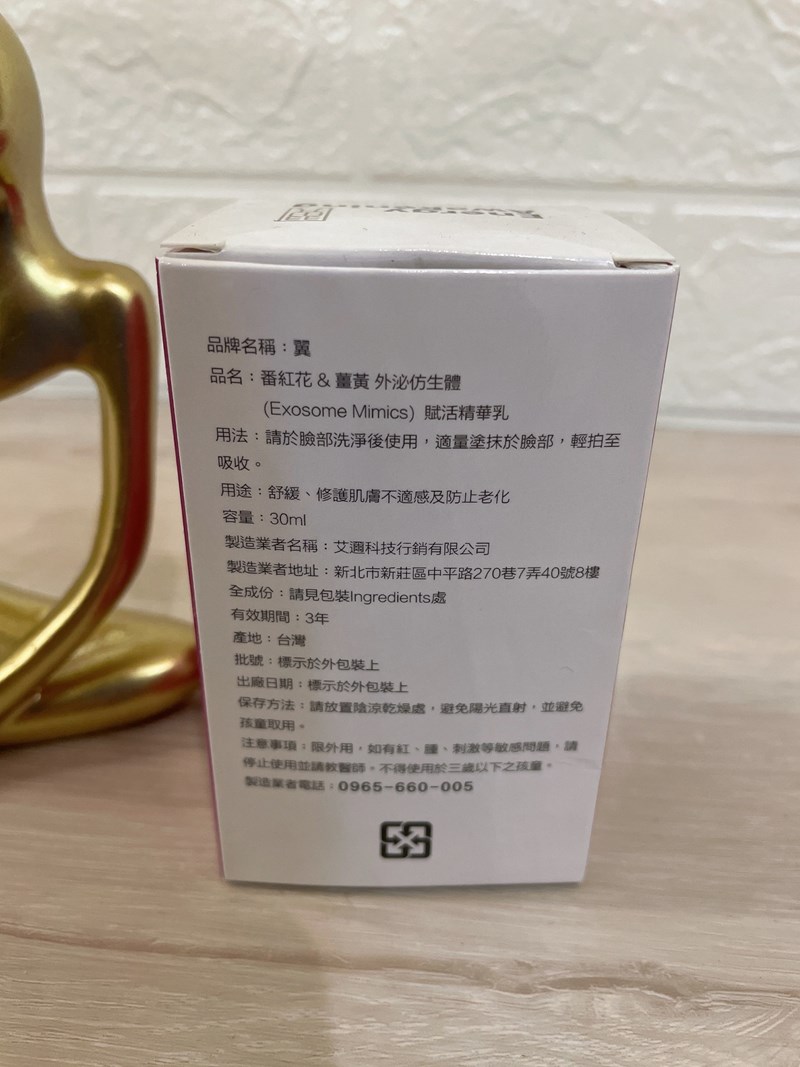 Energy
Awakening
品牌名稱：翼
品名：番紅花 & 薑黃 外泌仿生體
(Exosome Mimics) 賦活精華乳
用法：請於臉部洗淨後使用，適量塗抹於臉部，輕拍至
吸收。
用途：舒緩、修護肌膚不適感及防止老化
容量：30ml
製造業者名稱：艾邇科技行銷有限公司
製造業者地址：新北市新莊區中平路270巷7弄40號8樓
全成份：請見包裝Ingredients處
有效期間：3年
產地：台灣
批號：標示於外包裝上
出廠日期：標示於外包裝上
保存方法：請放置陰涼乾燥處，避免陽光直射，並避免
孩童取用。
注意事項：限外用，如有紅、腫、刺激等敏感問題，請
停止使用並請教醫師。不得使用於三歲以下之孩童。
製造業者電話：0965-660-005